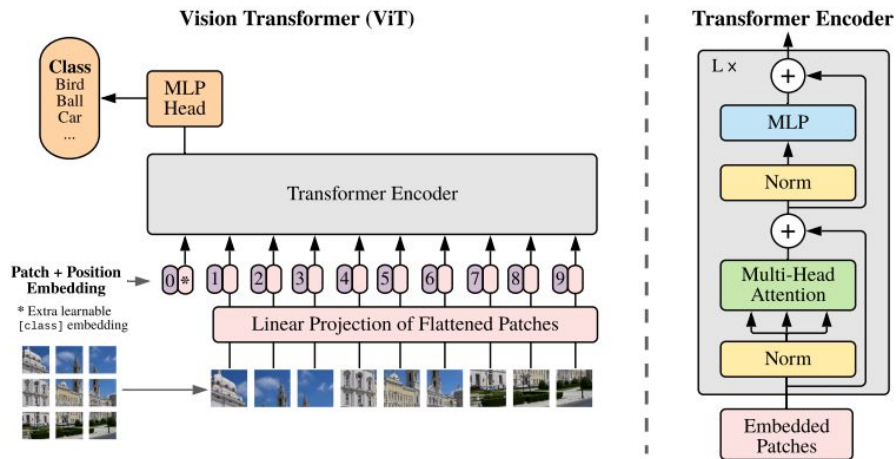 Vision Transformer (ViT)
Class
Bird
Ball
Car
...
MLP
Head
Transformer Encoder
Patch + Position
Embedding
0 * 1 2 3 4 5 6 7 8 9
* Extra learnable
[class] embedding
Linear Projection of Flattened Patches
Transformer Encoder
L ×
+
MLP
Norm
+
Multi-Head
Attention
Norm
Embedded
Patches